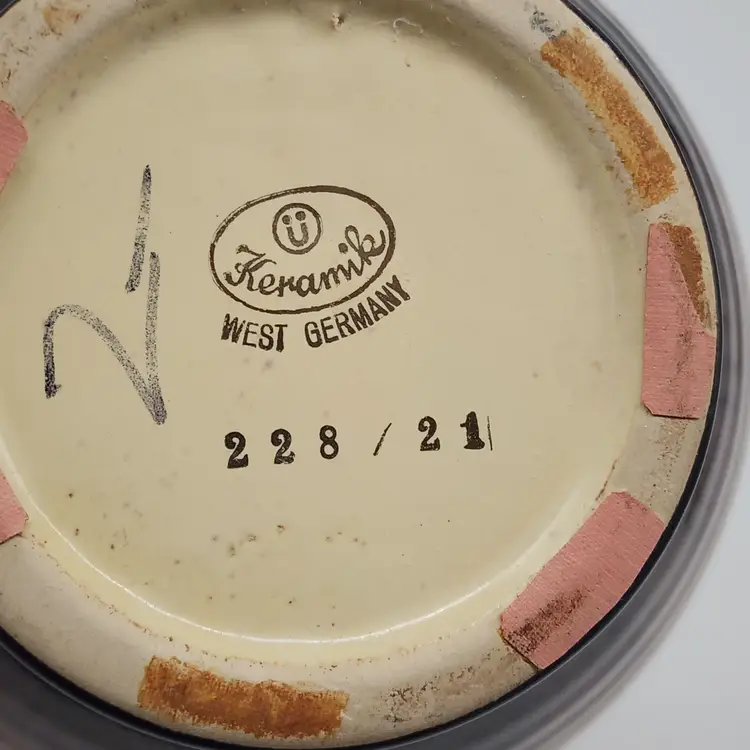 Ü
Keramik
WEST GERMANY
228/21